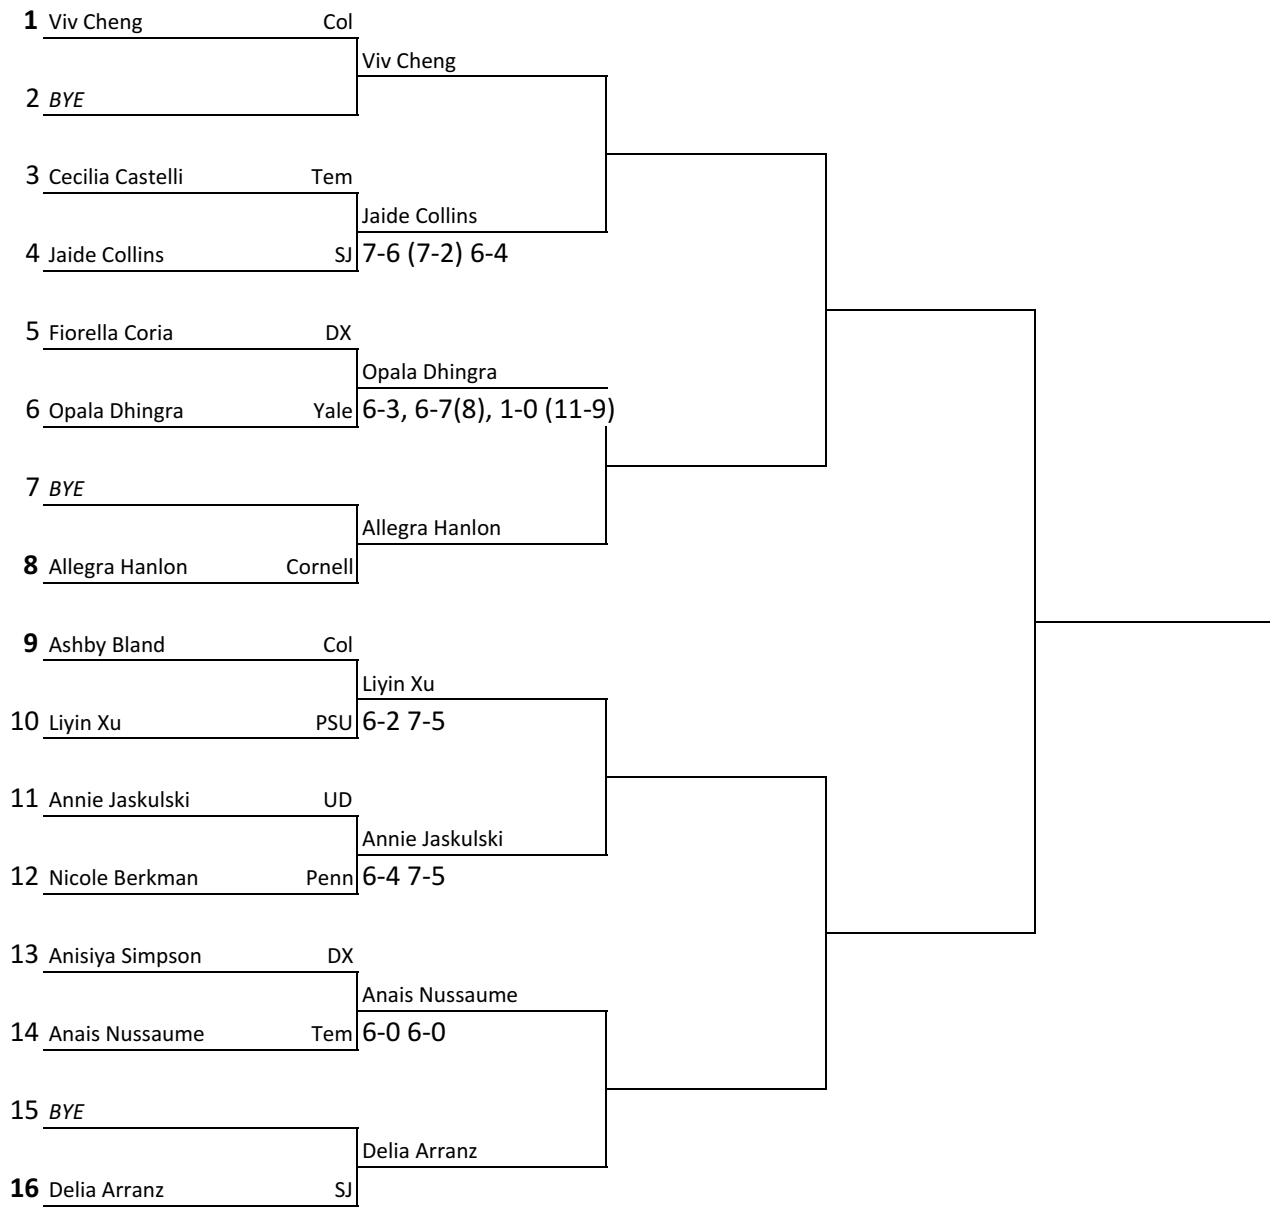 1 Viv Cheng Col
Viv Cheng
2 BYE
3 Cecilia Castelli Tem
Jaide Collins
4 Jaide Collins SJ 7-6 (7-2) 6-4
5 Fiorella Coria DX
Opala Dhingra
6 Opala Dhingra Yale 6-3, 6-7(8), 1-0 (11-9)
7 BYE
Allegra Hanlon
8 Allegra Hanlon Cornell
9 Ashby Bland Col
Liyin Xu
10 Liyin Xu PSU 6-2 7-5
11 Annie Jaskulski UD
Annie Jaskulski
12 Nicole Berkman Penn 6-4 7-5
13 Anisiya Simpson DX
Anais Nussaume
14 Anais Nussaume Tem 6-0 6-0
15 BYE
Delia Arranz
16 Delia Arranz SJ